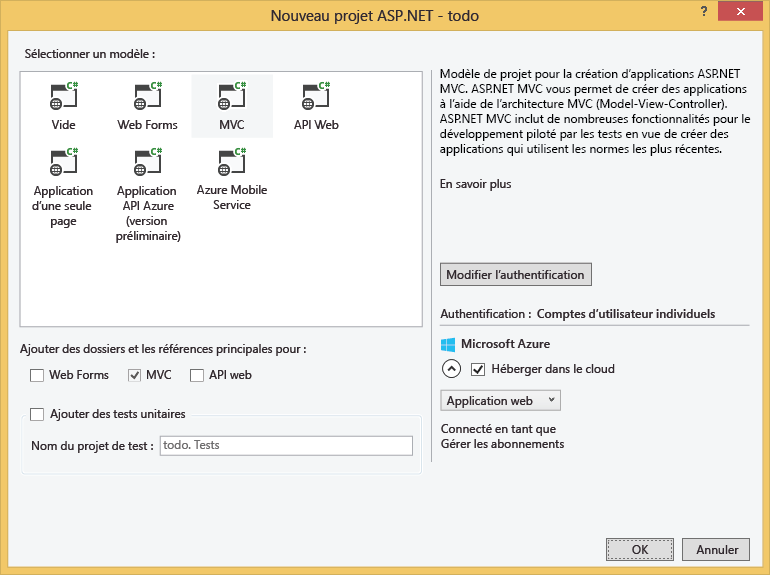 Nouveau projet ASP.NET - todo
?
Sélectionner un modèle :
C# C# C# C#
Vide Web Forms MVC API Web
C# C# C#
Application
d'une seule
page
Application
API Azure
(version
préliminaire)
Azure Mobile
Service
Modèle de projet pour la création d'applications ASP.NET
MVC. ASP.NET MVC vous permet de créer des applications
à l'aide de l'architecture MVC (Model-View-Controller).
ASP.NET MVC inclut de nombreuses fonctionnalités pour le
développement piloté par les tests en vue de créer des
applications qui utilisent les normes les plus récentes.
En savoir plus
Modifier l'authentification
Authentification : Comptes d'utilisateur individuels
Microsoft Azure
Héberger dans le cloud
Application web
Connecté en tant que
Gérer les abonnements
Ajouter des dossiers et les références principales pour :
Web Forms MVC API web
Ajouter des tests unitaires
Nom du projet de test : todo. Tests
OK Annuler